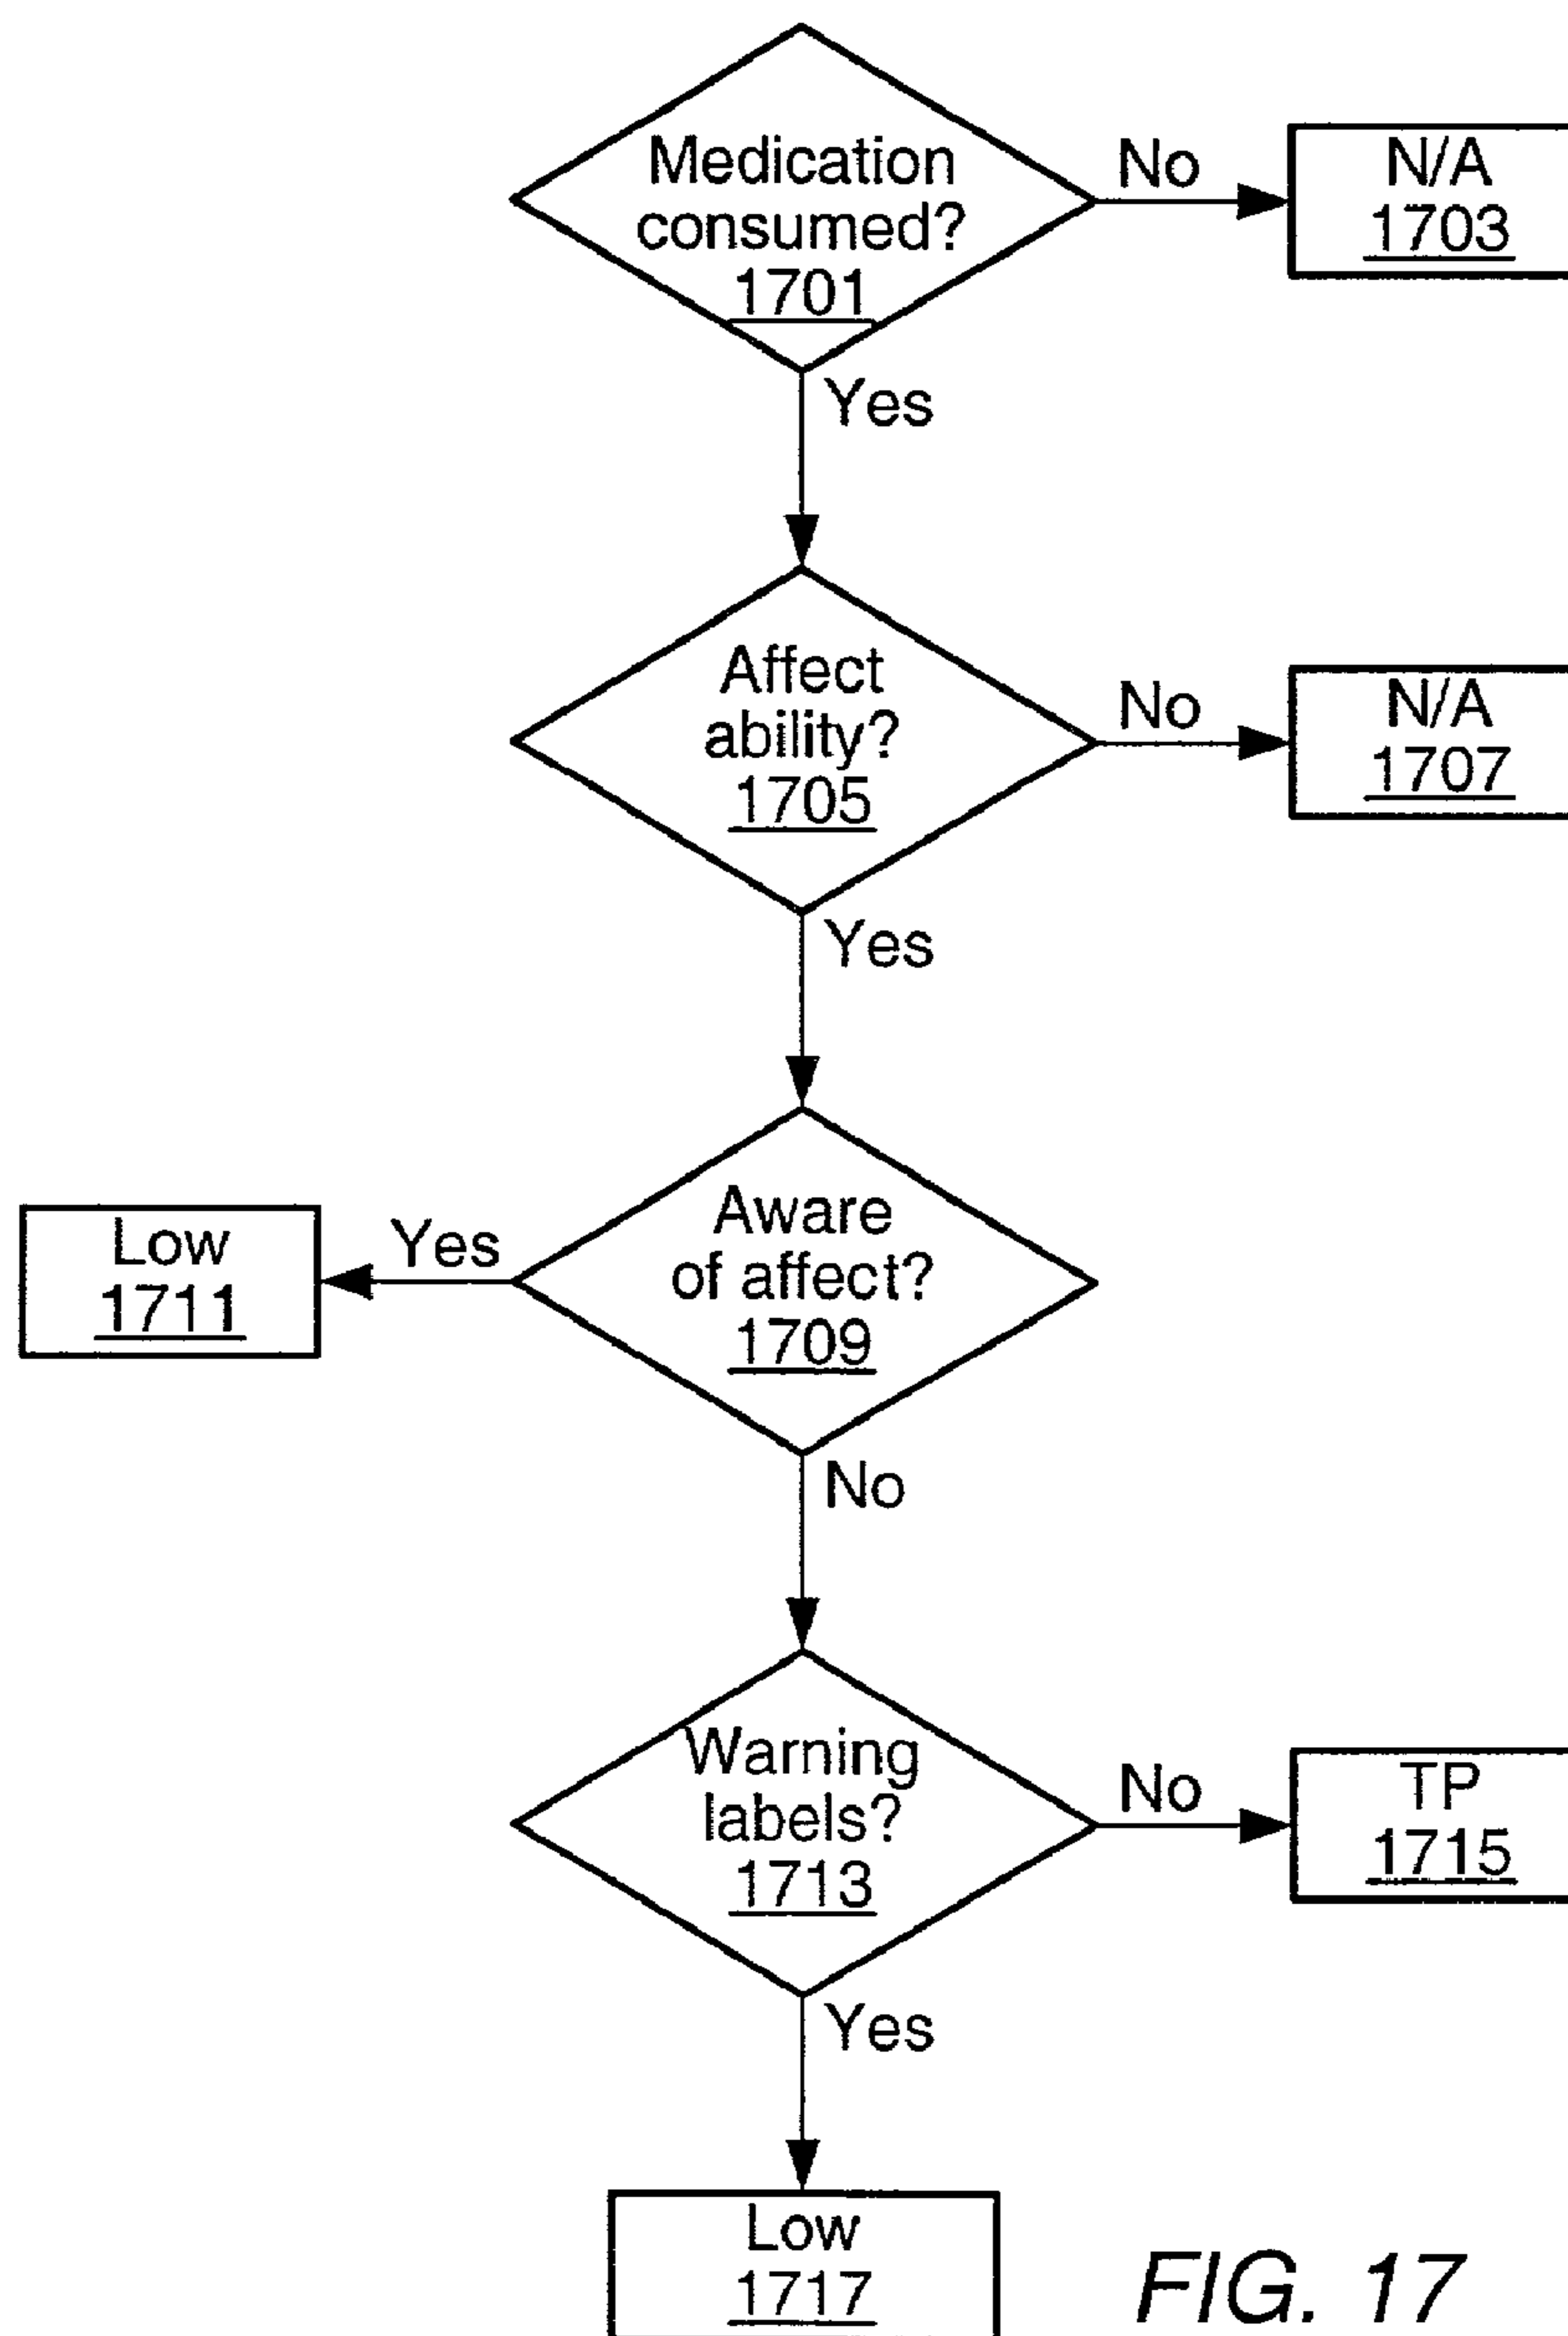 Medication
consumed?
1701
No
N/A
1703
Yes
Affect
ability?
1705
No
N/A
1707
Yes
Aware
of affect?
1709
Yes
Low
1711
No
Warning
labels?
1713
No
TP
1715
Yes
Low
1717
FIG. 17